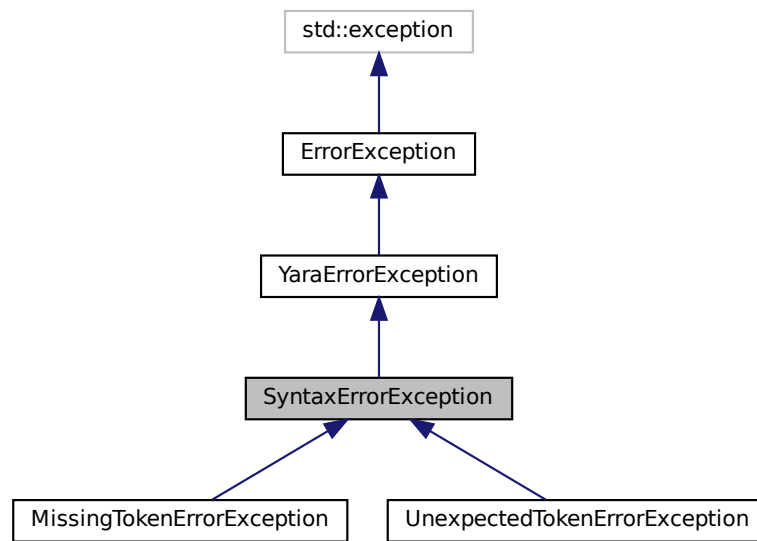 std::exception
ErrorException
YaraErrorException
SyntaxErrorException
MissingTokenErrorException
UnexpectedTokenErrorException